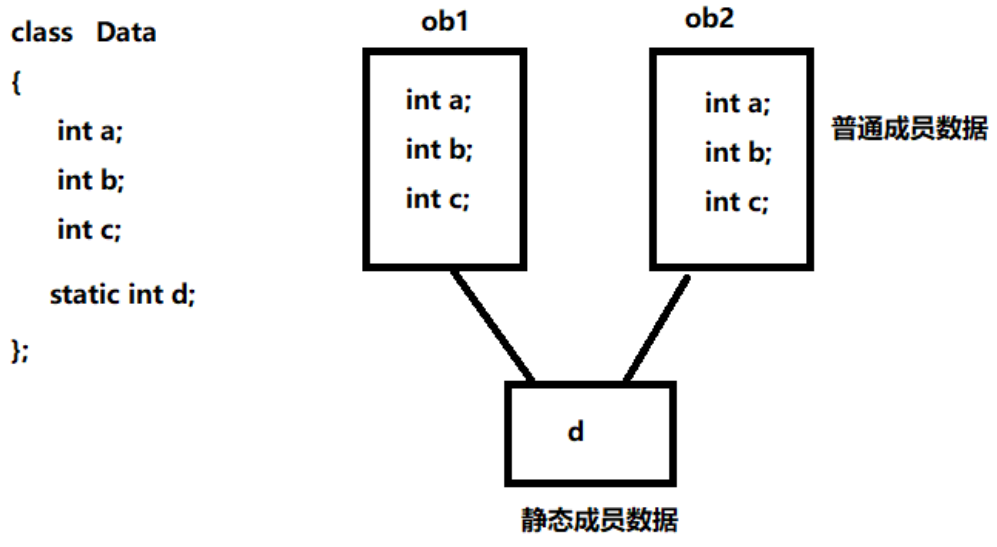 class Data
{
int a;
int b;
int c;
static int d;
};
ob1
int a;
int b;
int c;
ob2
int a;
int b;
int c;
普通成员数据
d
静态成员数据